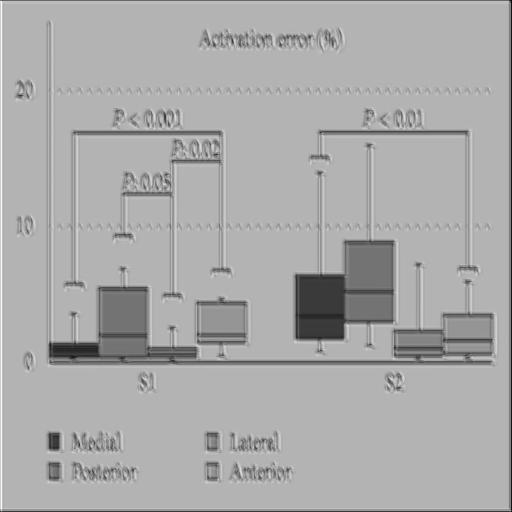 Activation error (%)
20
P < 0.001
P < 0.01
P: 0.02
P: 0.05
10
0
S1
S2
Medial
Lateral
Posterior
Anterior